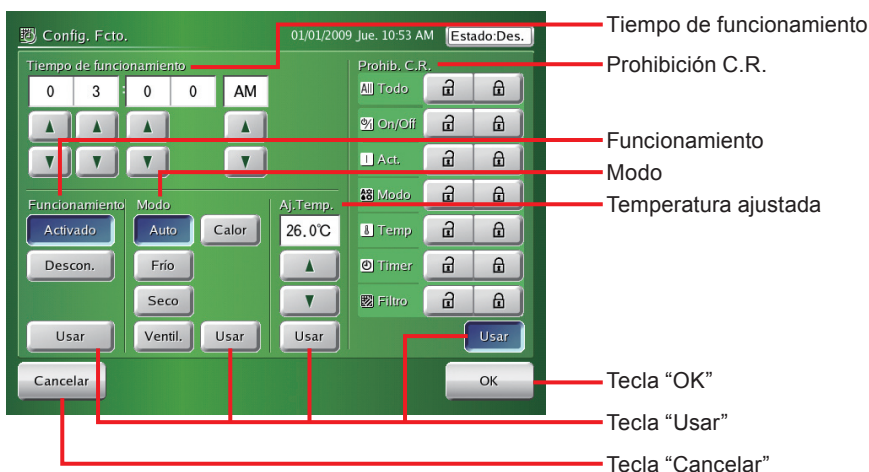 Config. Fcto.
01/01/2009 Jue. 10:53 AM
Estado:Des.
Tiempo de funcionamiento
0 3 : 0 0 AM
Funcionamiento
Activado
Descon.
Usar
Modo
Auto
Calor
Frío
Seco
Ventil.
Usar
Aj.Temp.
26,0°C
Usar
Prohib. C.R.
All Todo
On/Off
Act.
Modo
Temp
Timer
Filtro
Usar
Cancelar
OK
Tiempo de funcionamiento
Prohibición C.R.
Funcionamiento
Modo
Temperatura ajustada
Tecla “OK”
Tecla “Usar”
Tecla “Cancelar”